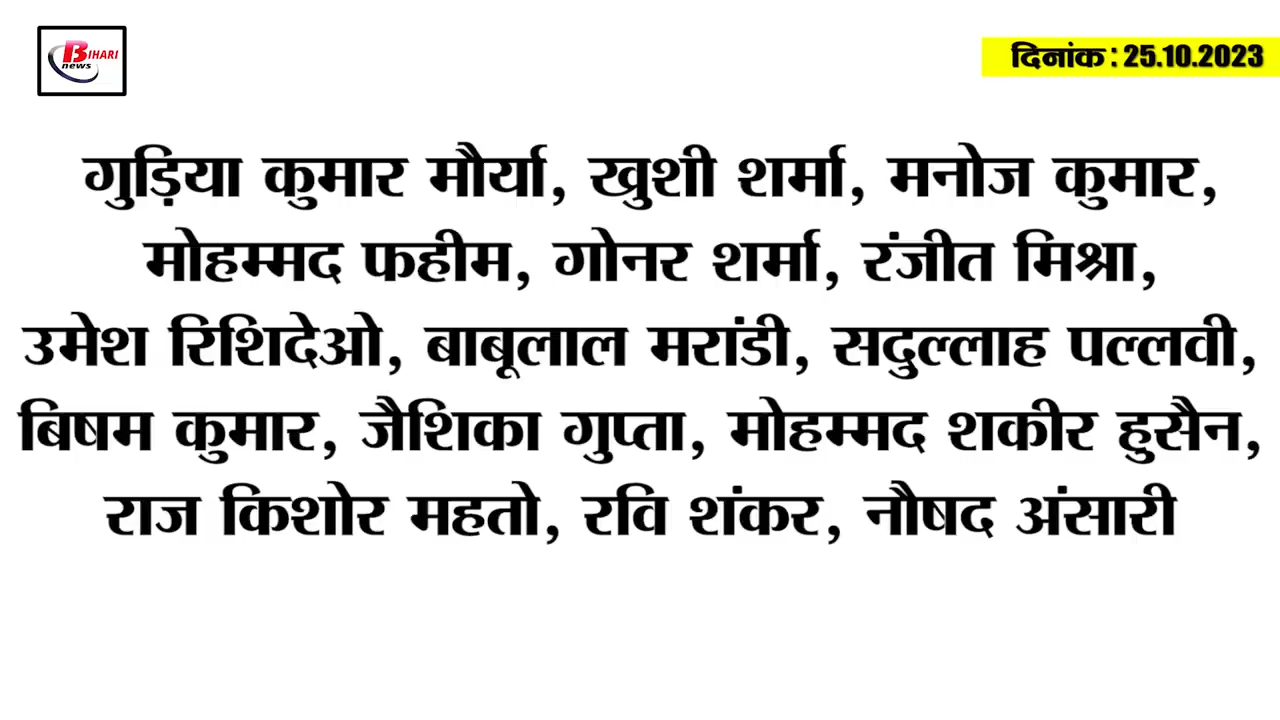 BIHARI
news
दिनांक : 25.10.2023
गुड़िया कुमार मौर्या, खुशी शर्मा, मनोज कुमार,
मोहम्मद फहीम, गोनर शर्मा, रंजीत मिश्रा,
उमेश रिशिदेओ, बाबूलाल मरांडी, सदुल्लाह पल्लवी,
बिषम कुमार, जैशिका गुप्ता, मोहम्मद शकीर हुसैन,
राज किशोर महतो, रवि शंकर, नौषद अंसारी